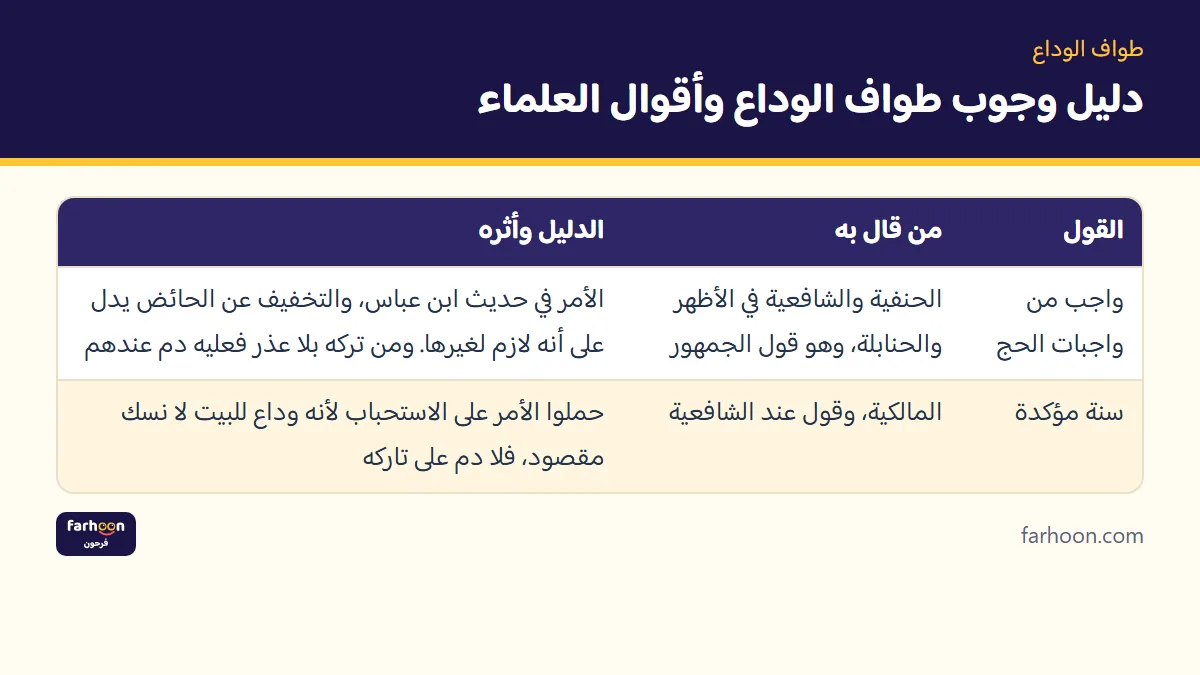 طواف الوداع
دليل وجوب طواف الوداع وأقوال العلماء
القول
من قال به
الدليل وأثره
واجب من
واجبات الحج
الحنفية والشافعية في الأظهر
والحنابلة، وهو قول الجمهور
الأمر في حديث ابن عباس، والتخفيف عن الحائض يدل
على أنه لازم لغيرها. ومن تركه بلا عذر فعليه دم عندهم
سنة مؤكدة
المالكية، وقول عند الشافعية
حملوا الأمر على الاستحباب لأنه وداع للبيت لا نسك
مقصود، فلا دم على تاركه
farhoon.com
farhoon
فرحون